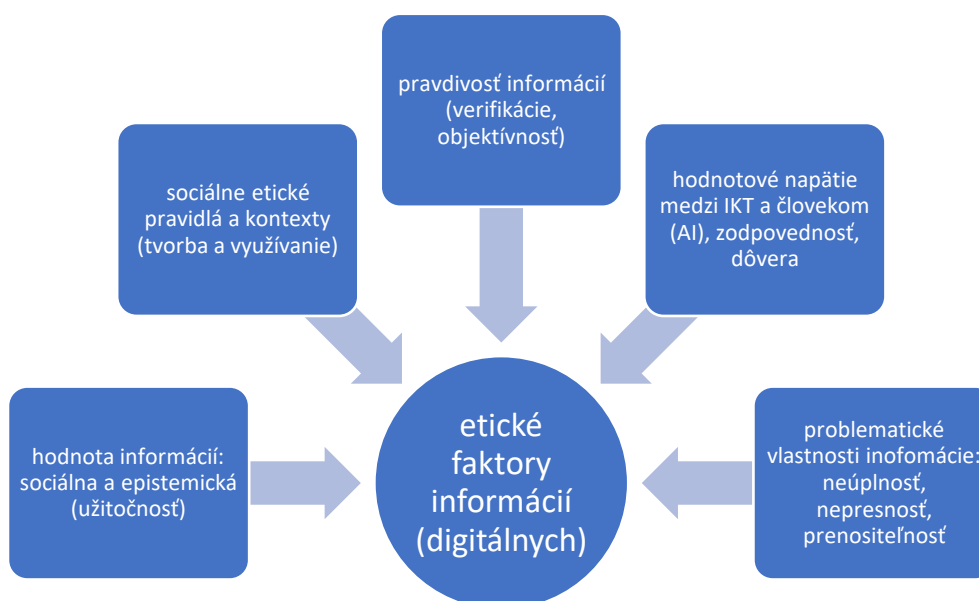 pravdivosť informácií
(verifikácie,
objektívnosť)
sociálne etické
pravidlá a kontexty
(tvorba a využívanie)
hodnotové napätie
medzi IKT a človekom
(AI), zodpovednosť,
dôvera
hodnota informácií:
sociálna a epistemická
(užitočnosť)
etické
faktory
informácií
(digitálnych)
problematické
vlastnosti inofomácie:
neúplnosť,
nepresnosť,
prenositeľnosť